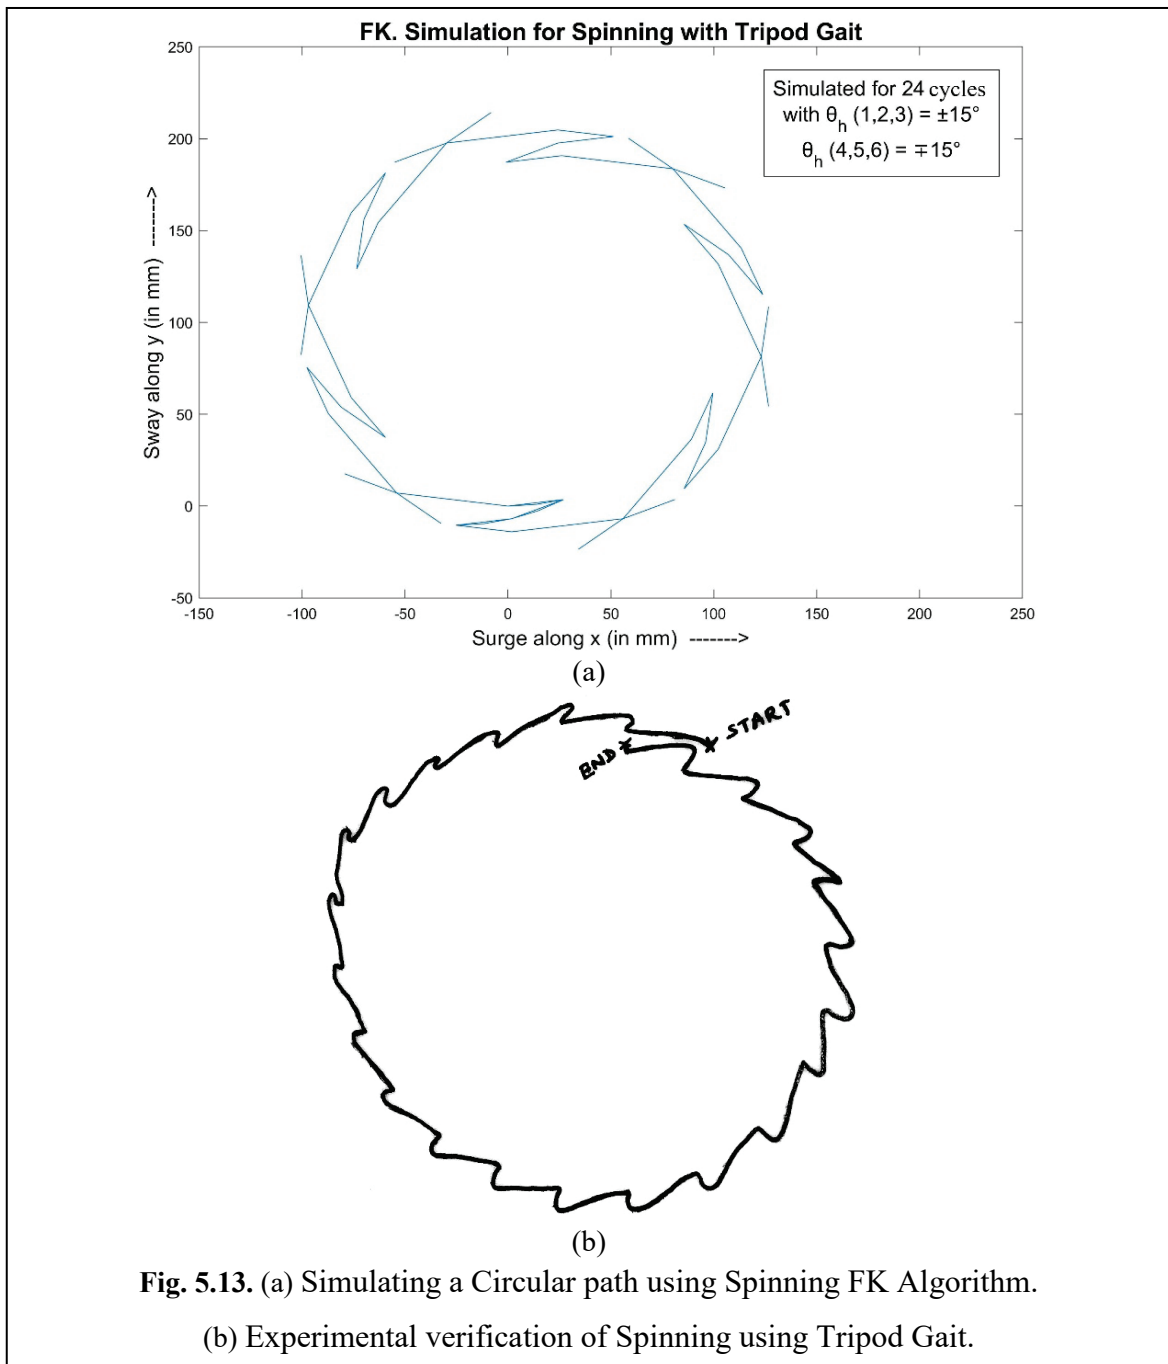 FK. Simulation for Spinning with Tripod Gait
250
200
150
100
50
0
-50
Sway along y (in mm) ------->
Simulated for 24 cycles
with θh (1,2,3) = ±15°
θh (4,5,6) = ∓15°
-150 -100 -50 0 50 100 150 200 250
Surge along x (in mm) ------->
(a)
START
END
(b)
Fig. 5.13. (a) Simulating a Circular path using Spinning FK Algorithm.
(b) Experimental verification of Spinning using Tripod Gait.